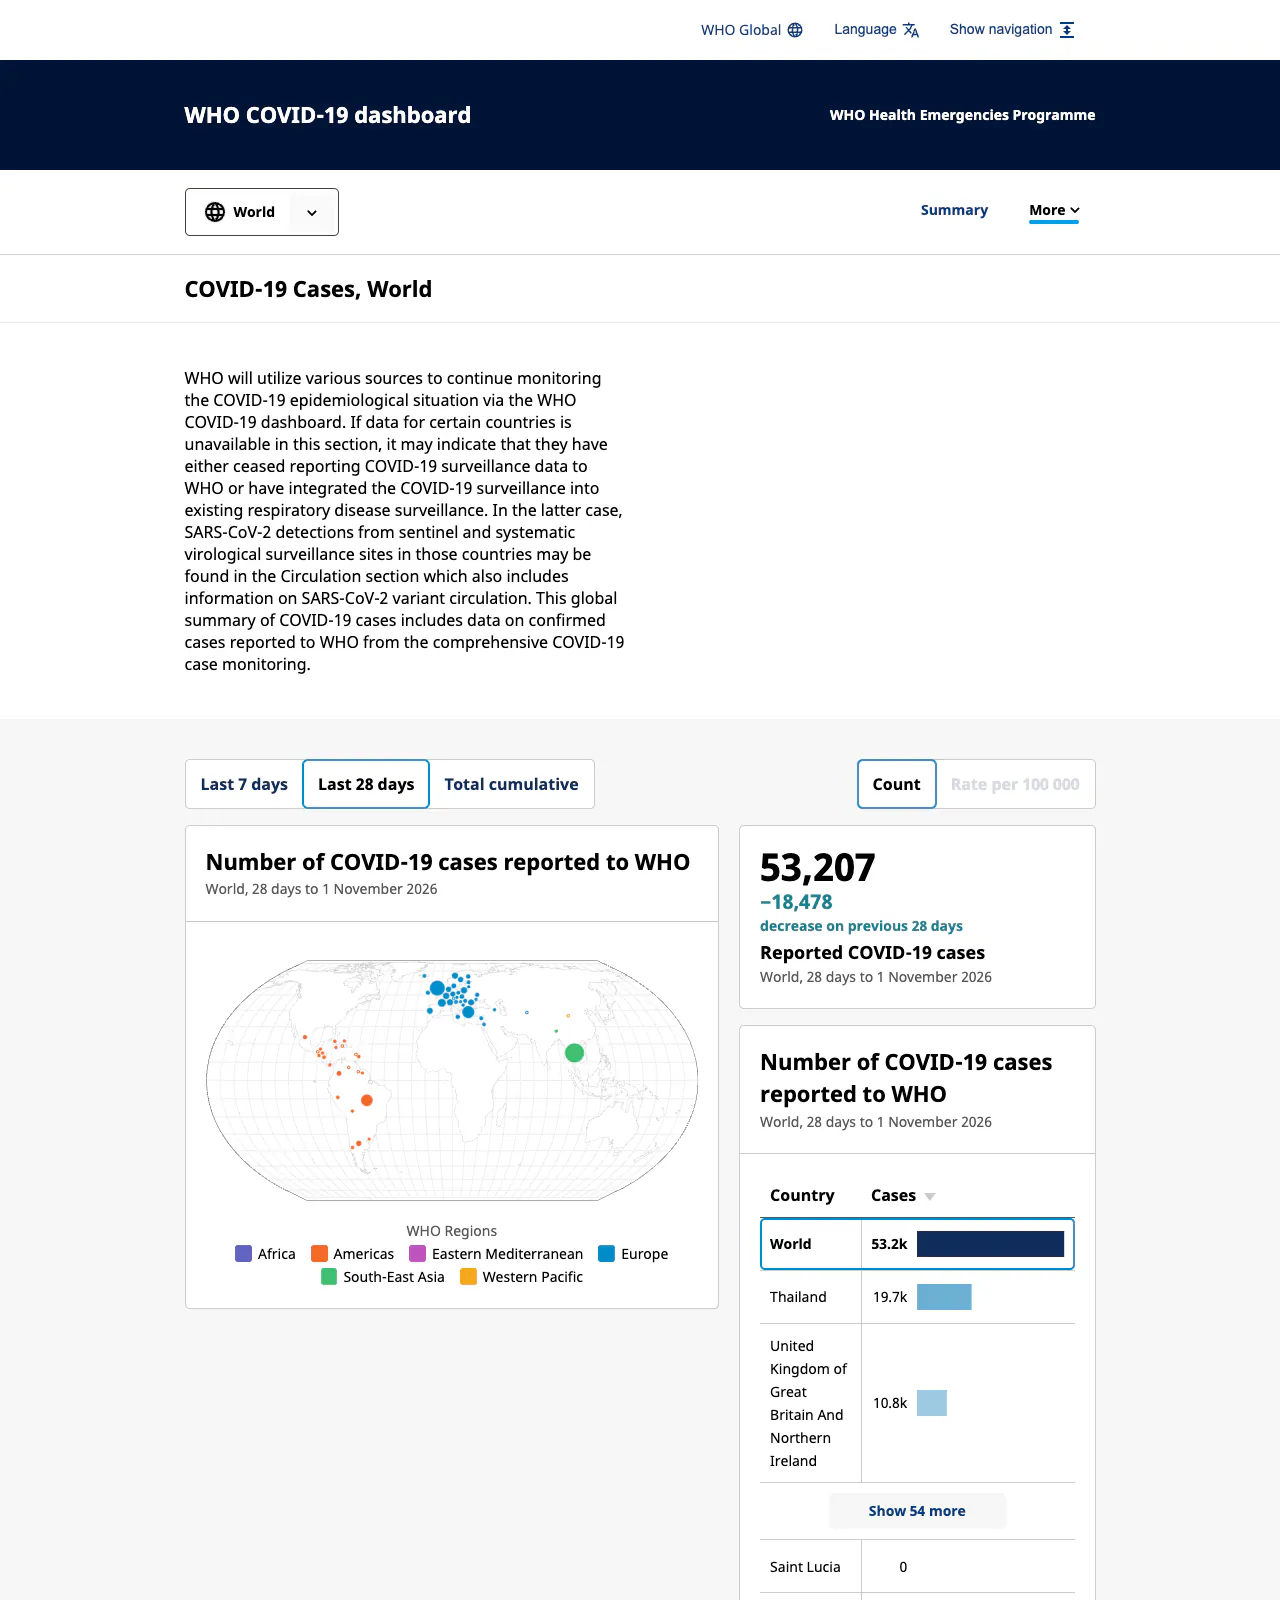 WHO Global
Language
Show navigation
WHO COVID-19 dashboard
WHO Health Emergencies Programme
World
Summary
More
COVID-19 Cases, World
WHO will utilize various sources to continue monitoring
the COVID-19 epidemiological situation via the WHO
COVID-19 dashboard. If data for certain countries is
unavailable in this section, it may indicate that they have
either ceased reporting COVID-19 surveillance data to
WHO or have integrated the COVID-19 surveillance into
existing respiratory disease surveillance. In the latter case,
SARS-CoV-2 detections from sentinel and systematic
virological surveillance sites in those countries may be
found in the Circulation section which also includes
information on SARS-CoV-2 variant circulation. This global
summary of COVID-19 cases includes data on confirmed
cases reported to WHO from the comprehensive COVID-19
case monitoring.
Last 7 days
Last 28 days
Total cumulative
Count
Rate per 100 000
Number of COVID-19 cases reported to WHO
World, 28 days to 1 November 2026
WHO Regions
Africa
Americas
Eastern Mediterranean
Europe
South-East Asia
Western Pacific
53,207
−18,478
decrease on previous 28 days
Reported COVID-19 cases
World, 28 days to 1 November 2026
Number of COVID-19 cases
reported to WHO
World, 28 days to 1 November 2026
Country
Cases
World
53.2k
Thailand
19.7k
United
Kingdom of
Great
Britain And
Northern
Ireland
10.8k
Show 54 more
Saint Lucia
0